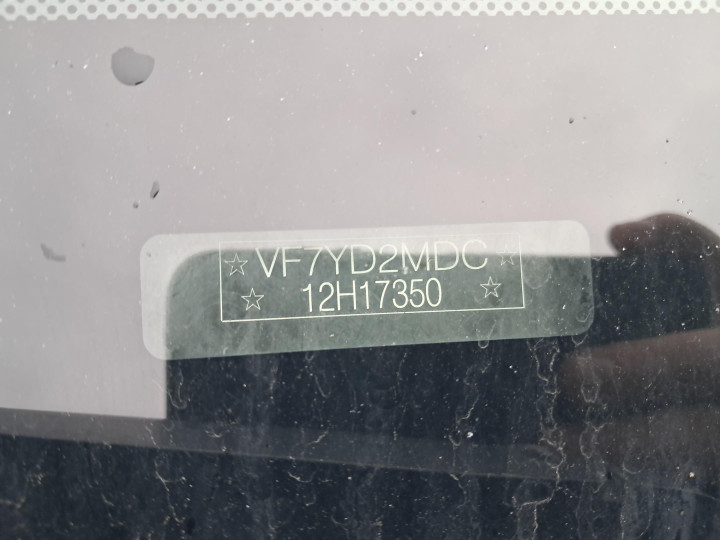 ☆ VF7YD2MDC ☆
☆ 12H17350 ☆